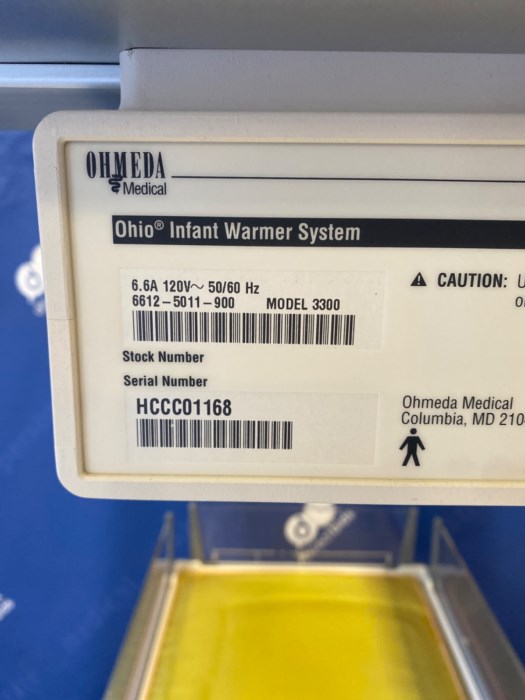 OHMEDA
Medical
Ohio® Infant Warmer System
6.6A 120V~ 50/60 Hz
6612-5011-900 MODEL 3300
Stock Number
Serial Number
HCCC01168
⚠ CAUTION:
Ohmeda Medical
Columbia, MD 210